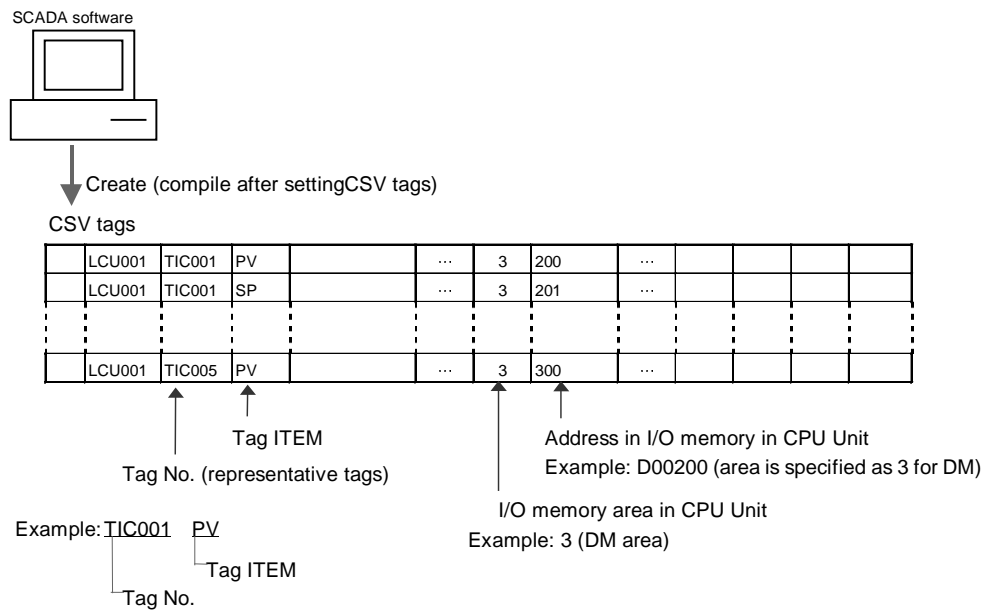 SCADA software
Create (compile after settingCSV tags)
CSV tags
LCU001 TIC001 PV ... 3 200 ...
LCU001 TIC001 SP ... 3 201 ...
LCU001 TIC005 PV ... 3 300 ...
Tag ITEM
Tag No. (representative tags)
Address in I/O memory in CPU Unit
Example: D00200 (area is specified as 3 for DM)
I/O memory area in CPU Unit
Example: 3 (DM area)
Example: TIC001 PV
Tag ITEM
Tag No.